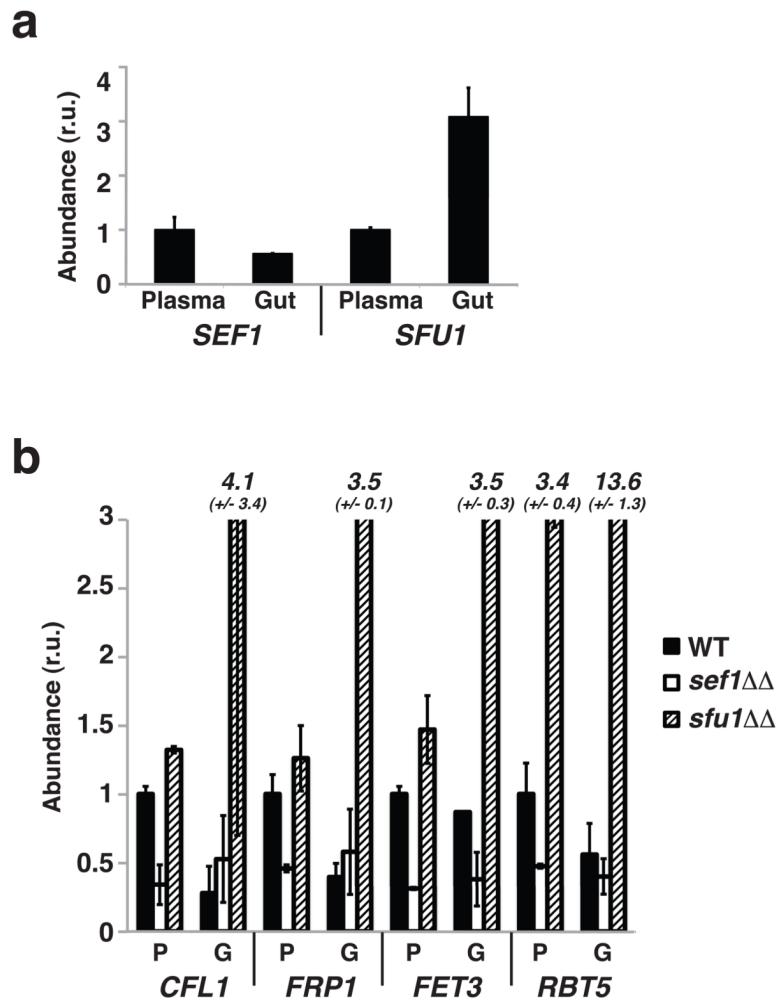 a
Abundance (r.u.)
4
3
2
1
0
Plasma Gut Plasma Gut
SEF1 SFU1
b
4.1 3.5 3.5 3.4 13.6
(+/- 3.4) (+/- 0.1) (+/- 0.3) (+/- 0.4) (+/- 1.3)
Abundance (r.u.)
3
2.5
2
1.5
1
0.5
0
WT
sef1ΔΔ
sfu1ΔΔ
P G P G P G P G
CFL1 FRP1 FET3 RBT5